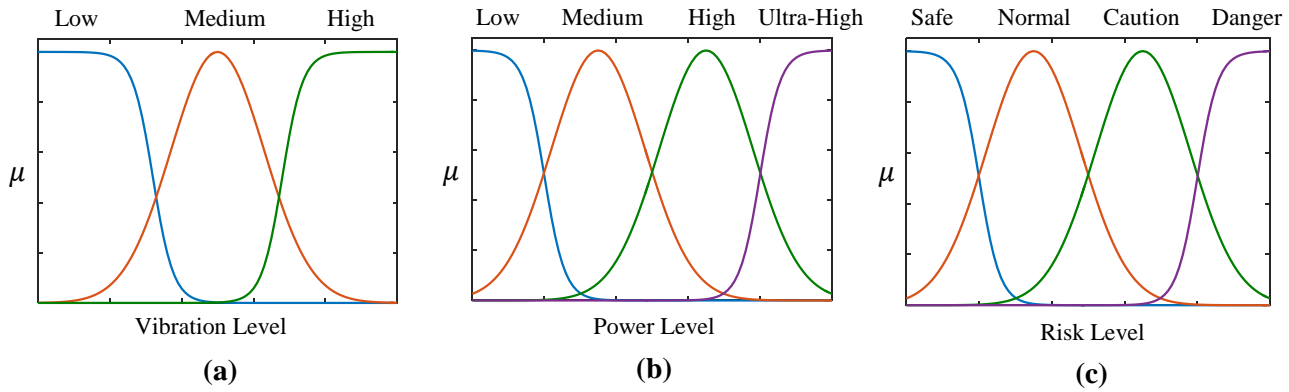 Low Medium High
μ
Vibration Level
(a)
Low Medium High Ultra-High
μ
Power Level
(b)
Safe Normal Caution Danger
μ
Risk Level
(c)